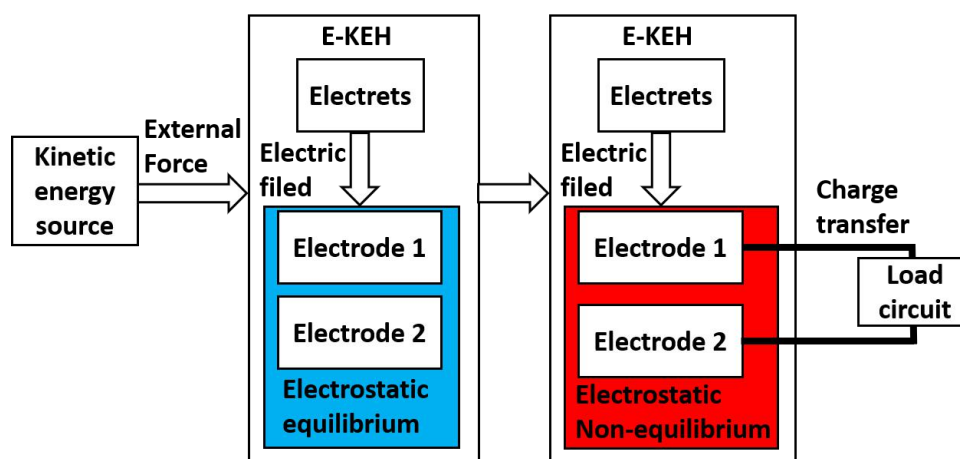 Kinetic
energy
source
External
Force
E-KEH
Electrets
Electric
filed
Electrode 1
Electrode 2
Electrostatic
equilibrium
E-KEH
Electrets
Electric
filed
Electrode 1
Electrode 2
Electrostatic
Non-equilibrium
Charge
transfer
Load
circuit